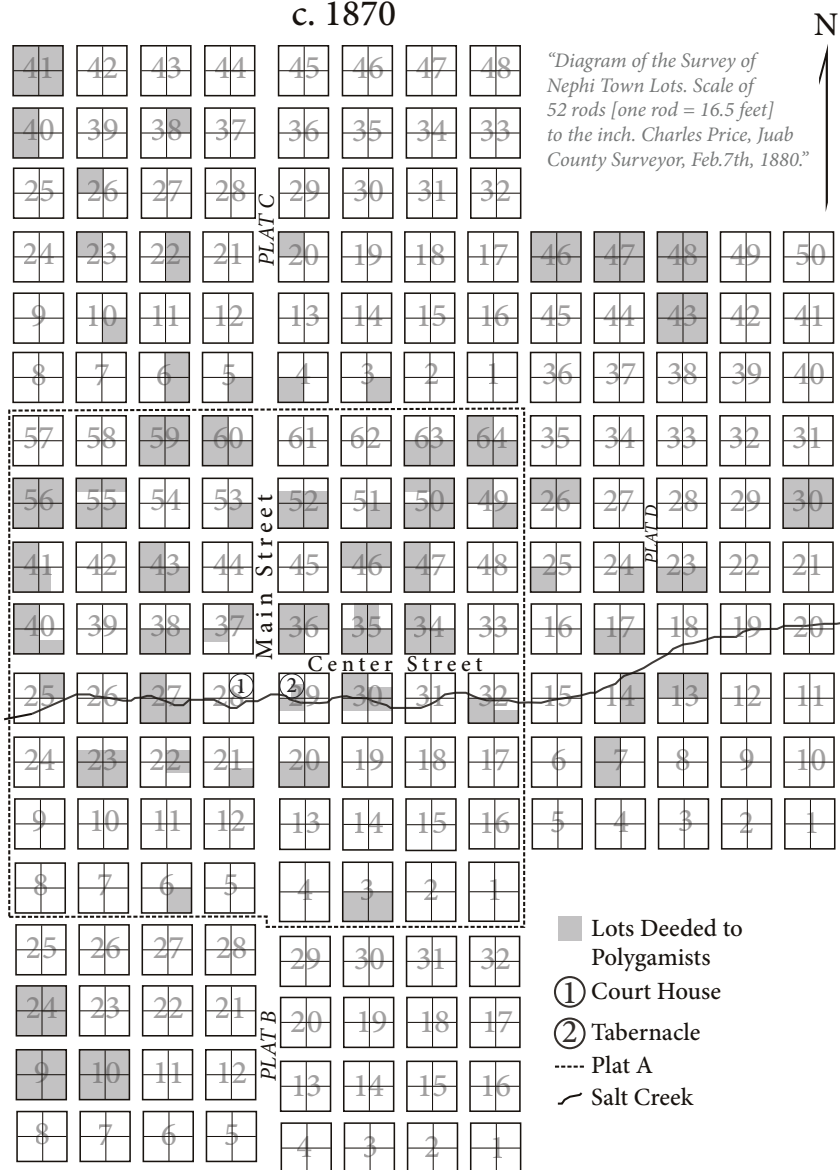 c. 1870
N
“Diagram of the Survey of
Nephi Town Lots. Scale of
52 rods [one rod = 16.5 feet]
to the inch. Charles Price, Juab
County Surveyor, Feb.7th, 1880.”
41 42 43 44 45 46 47 48
40 39 38 37 36 35 34 33
25 26 27 28 29 30 31 32
PLAT C
24 23 22 21 20 19 18 17 46 47 48 49 50
9 10 11 12 13 14 15 16 45 44 43 42 41
8 7 6 5 4 3 2 1 36 37 38 39 40
57 58 59 60 61 62 63 64 35 34 33 32 31
56 55 54 53 52 51 50 49 26 27 28 29 30
Main Street
PLAT D
41 42 43 44 45 46 47 48 25 24 23 22 21
40 39 38 37 36 35 34 33 16 17 18 19 20
Center Street
1 2
25 26 27 28 29 30 31 32 15 14 13 12 11
24 23 22 21 20 19 18 17 6 7 8 9 10
9 10 11 12 13 14 15 16 5 4 3 2 1
8 7 6 5 4 3 2 1
25 26 27 28 29 30 31 32
24 23 22 21 20 19 18 17
PLAT B
9 10 11 12 13 14 15 16
8 7 6 5 4 3 2 1
Lots Deeded to
Polygamists
1 Court House
2 Tabernacle
Plat A
Salt Creek